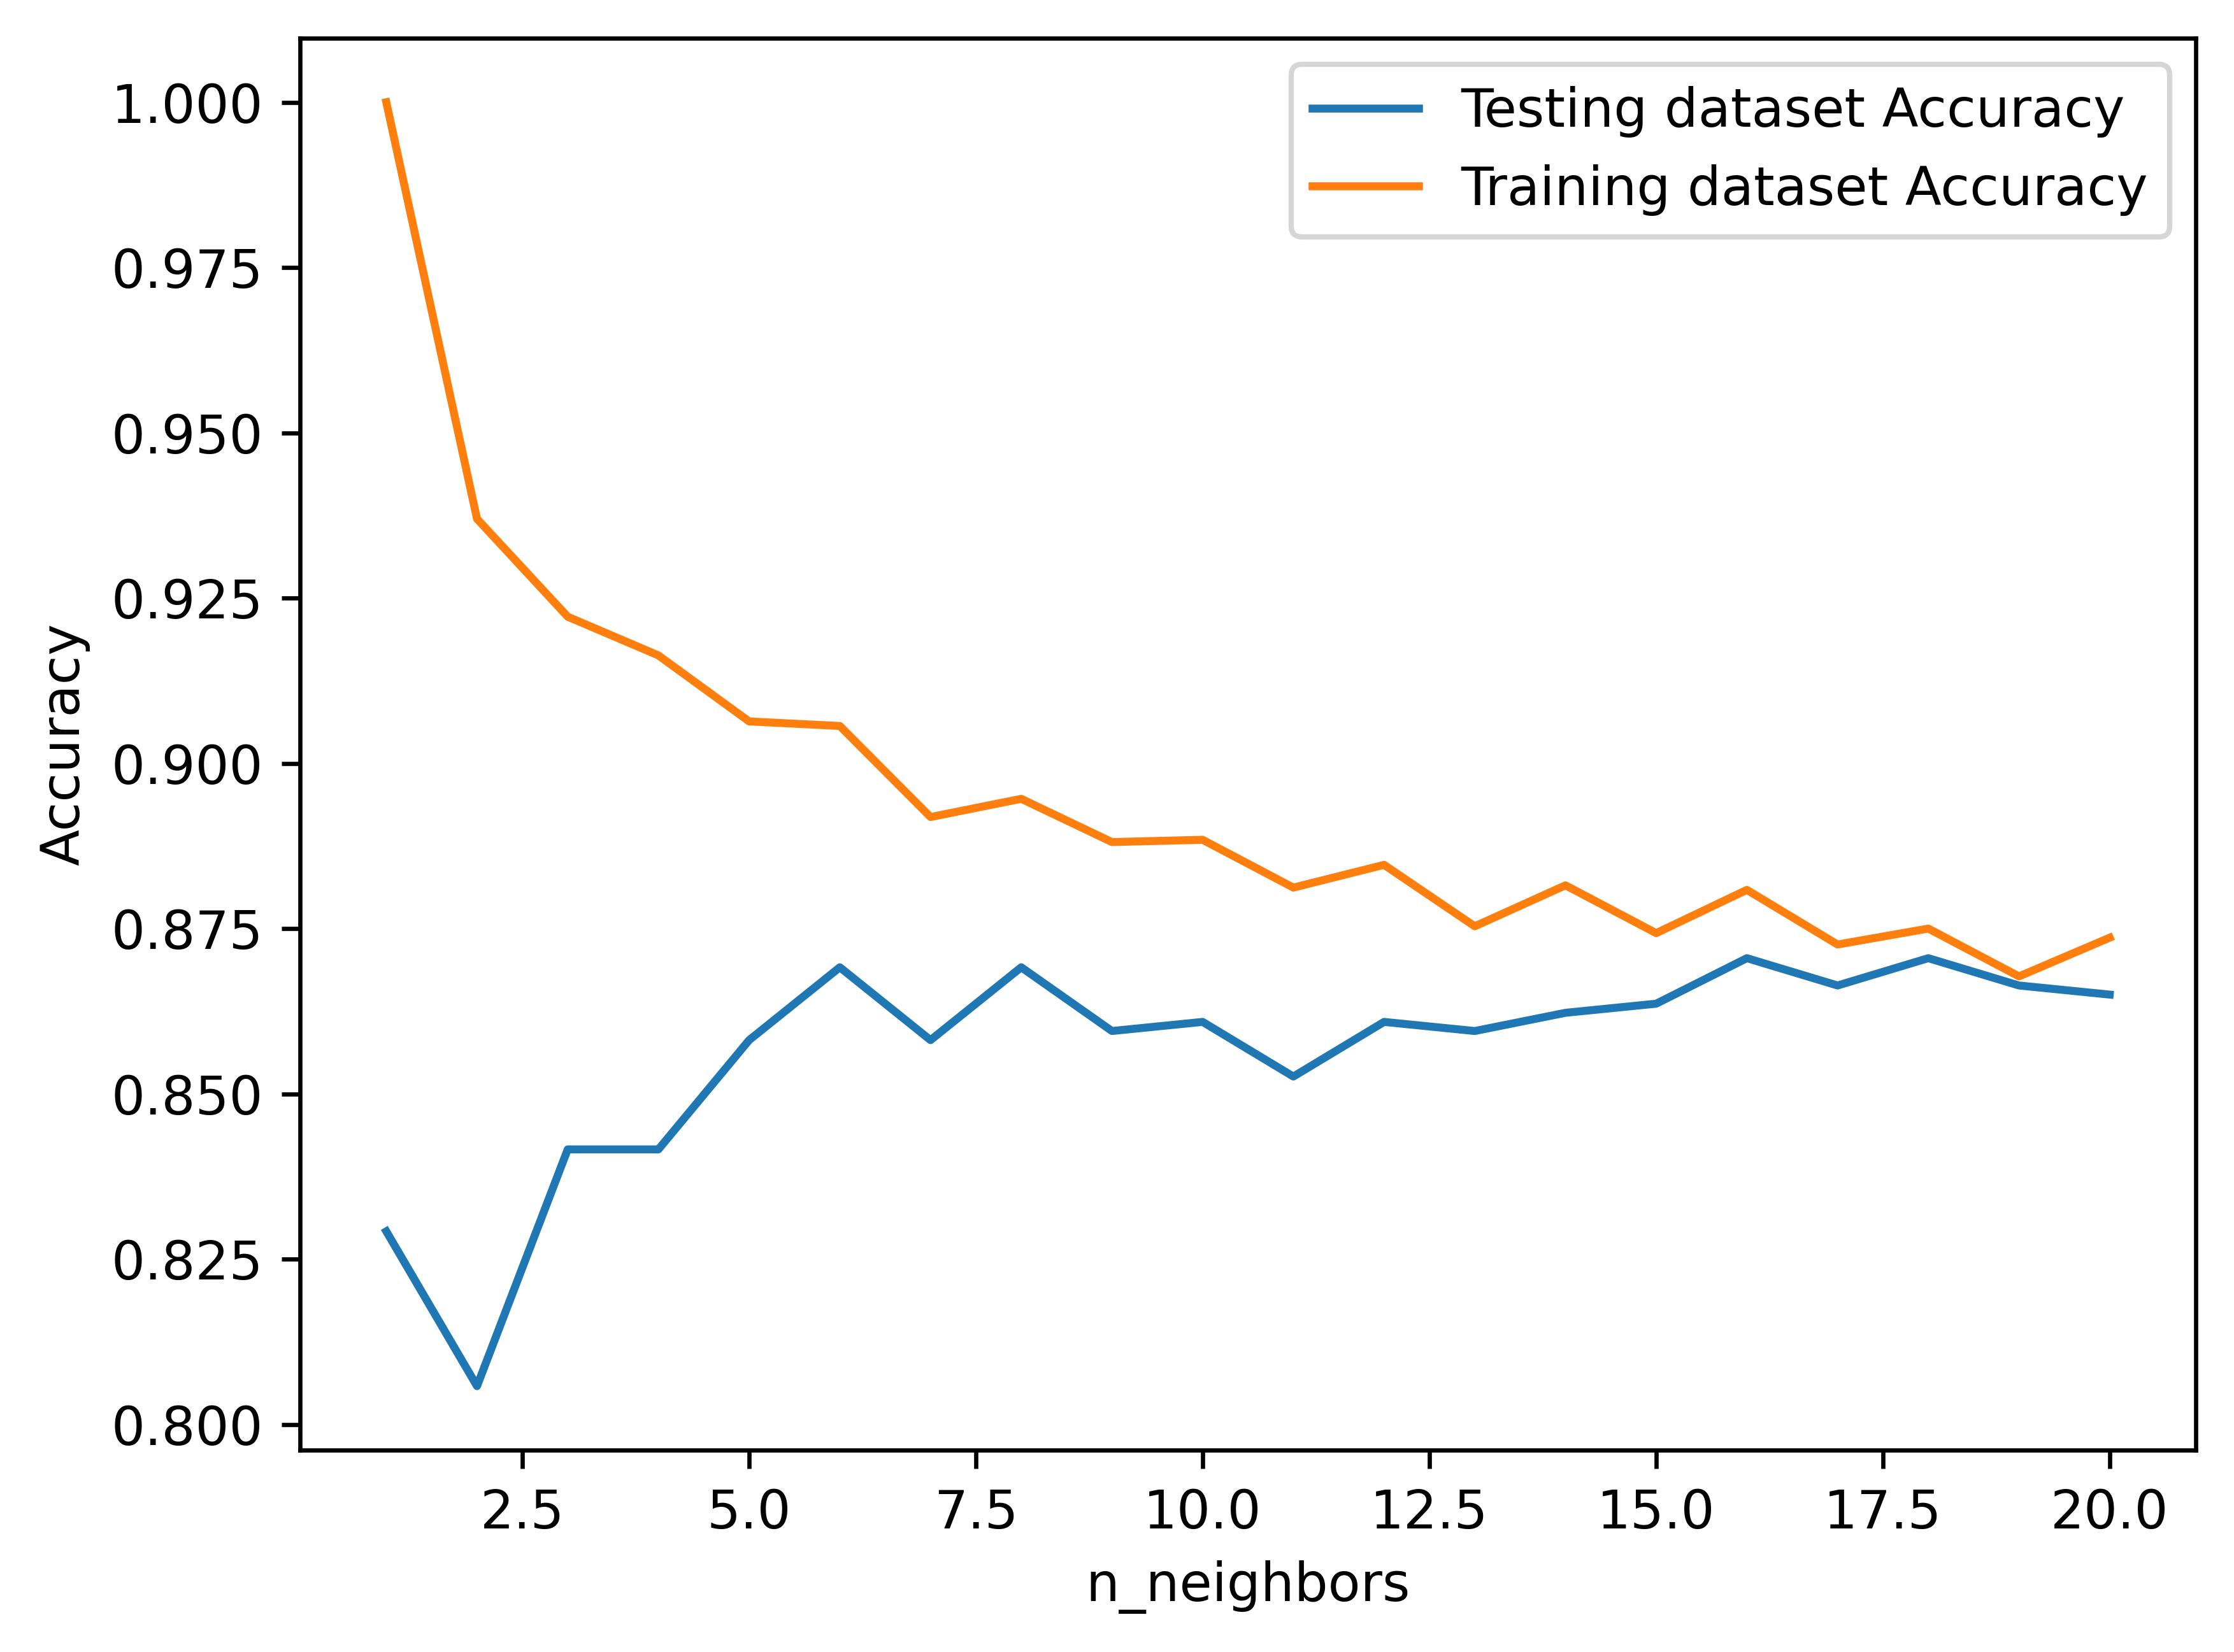 1.000
0.975
0.950
0.925
0.900
0.875
0.850
0.825
0.800
Accuracy
Testing dataset Accuracy
Training dataset Accuracy
2.5 5.0 7.5 10.0 12.5 15.0 17.5 20.0
n_neighbors